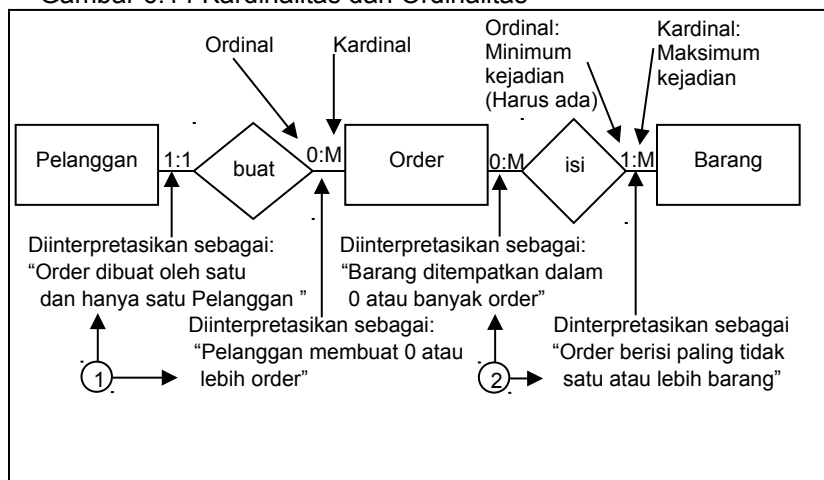 Gambar 6.14 Kardinalitas dan Ordinalitas
Ordinal
Kardinal
Ordinal:
Minimum
kejadian
(Harus ada)
Kardinal:
Maksimum
kejadian
Pelanggan
1:1
buat
0:M
Order
0:M
isi
1:M
Barang
Diinterpretasikan sebagai:
“Order dibuat oleh satu
dan hanya satu Pelanggan ”
Diinterpretasikan sebagai:
“Barang ditempatkan dalam
0 atau banyak order”
Diinterpretasikan sebagai:
“Pelanggan membuat 0 atau
lebih order”
Dinterpretasikan sebagai
“Order berisi paling tidak
satu atau lebih barang”
1
2